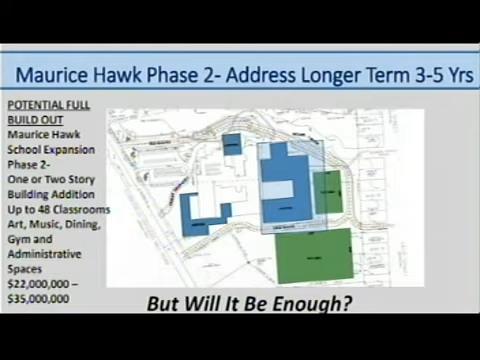 Maurice Hawk Phase 2- Address Longer Term 3-5 Yrs
POTENTIAL FULL
BUILD OUT
Maurice Hawk
School Expansion
Phase 2-
One or Two Story
Building Addition
Up to 48 Classrooms
Art, Music, Dining,
Gym and
Administrative
Spaces
$22,000,000 –
$35,000,000
But Will It Be Enough?